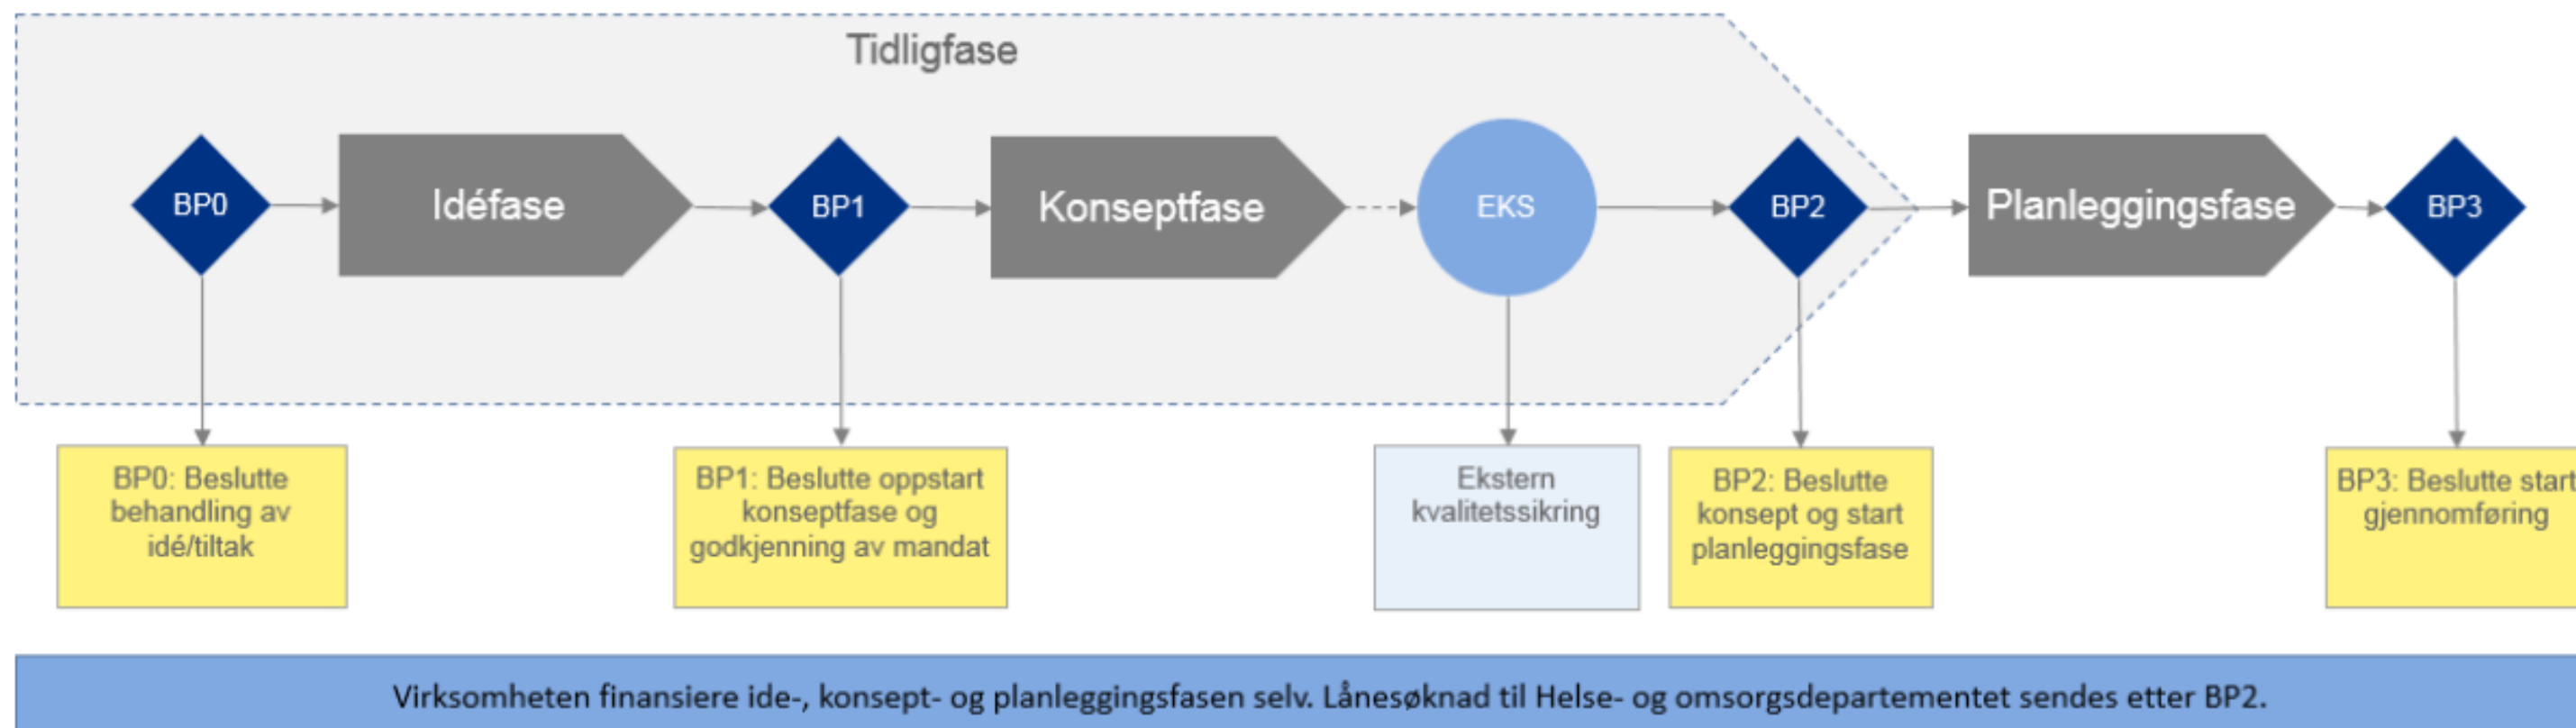 Tidligfase
BP0
Idéfase
BP1
Konseptfase
EKS
BP2
Planleggingsfase
BP3
BP0: Beslutte
behandling av
idé/tiltak
BP1: Beslutte oppstart
konseptfase og
godkjenning av mandat
Ekstern
kvalitetssikring
BP2: Beslutte
konsept og start
planleggingsfase
BP3: Beslutte start
gjennomføring
Virksomheten finansiere ide-, konsept- og planleggingsfasen selv. Lånesøknad til Helse- og omsorgsdepartementet sendes etter BP2.